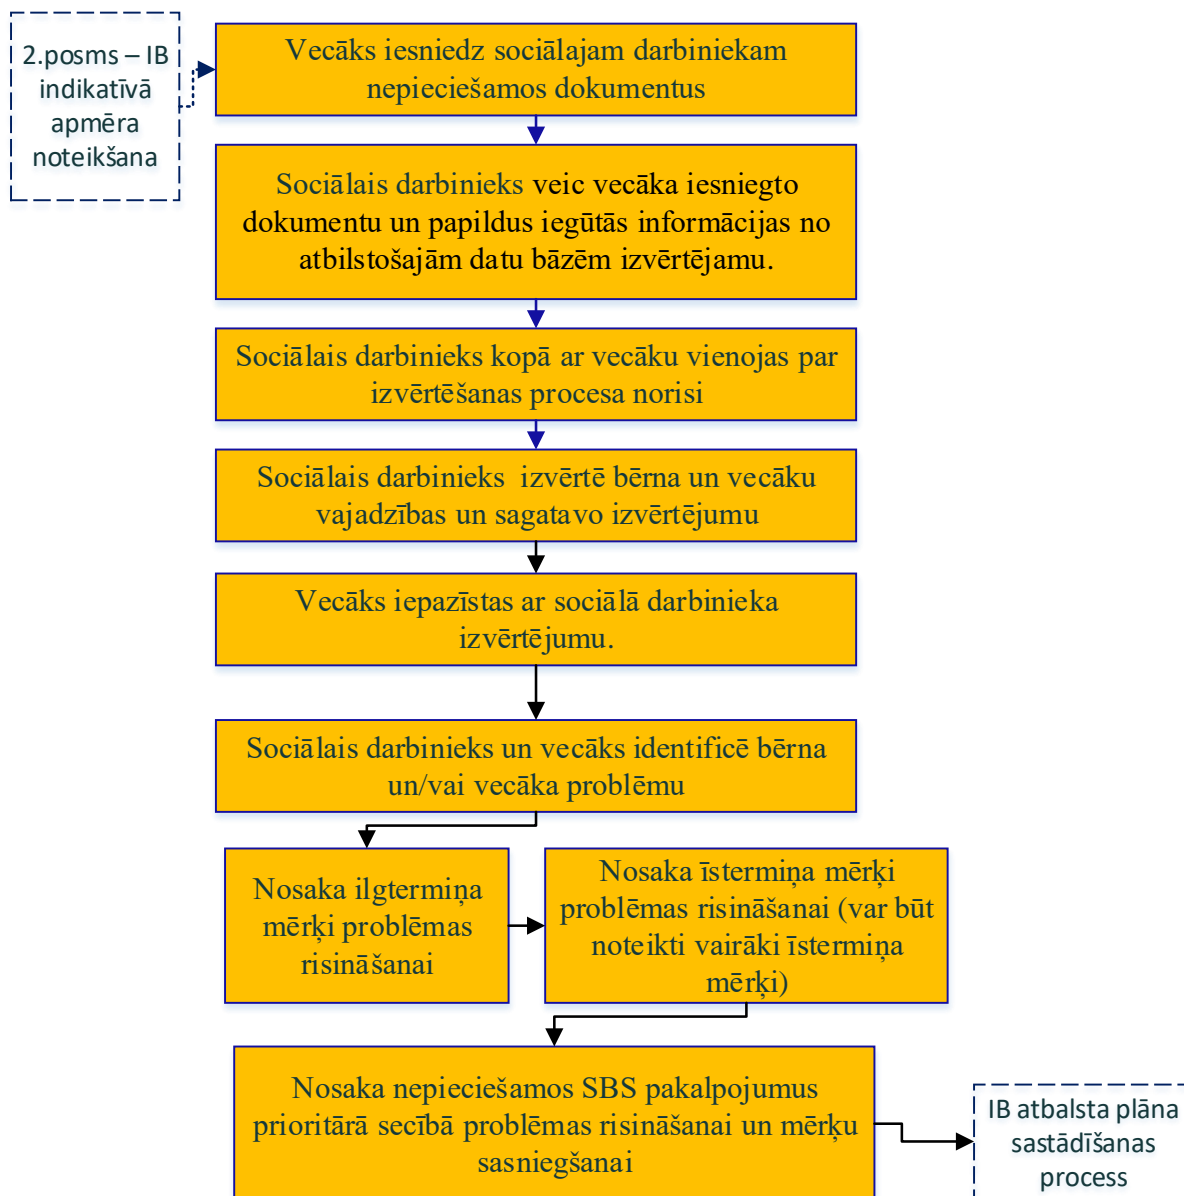 2.posms – IB
indikatīvā
apmēra
noteikšana
Vecāks iesniedz sociālajam darbiniekam
nepieciešamos dokumentus
Sociālais darbinieks veic vecāka iesniegto
dokumentu un papildus iegūtās informācijas no
atbilstošajām datu bāzēm izvērtējamu.
Sociālais darbinieks kopā ar vecāku vienojas par
izvērtēšanas procesa norisi
Sociālais darbinieks  izvērtē bērna un vecāku
vajadzības un sagatavo izvērtējumu
Vecāks iepazīstas ar sociālā darbinieka
izvērtējumu.
Sociālais darbinieks un vecāks identificē bērna
un/vai vecāka problēmu
Nosaka ilgtermiņa
mērķi problēmas
risināšanai
Nosaka īstermiņa mērķi
problēmas risināšanai (var būt
noteikti vairāki īstermiņa
mērķi)
Nosaka nepieciešamos SBS pakalpojumus
prioritārā secībā problēmas risināšanai un mērķu
sasniegšanai
IB atbalsta plāna
sastādīšanas
process